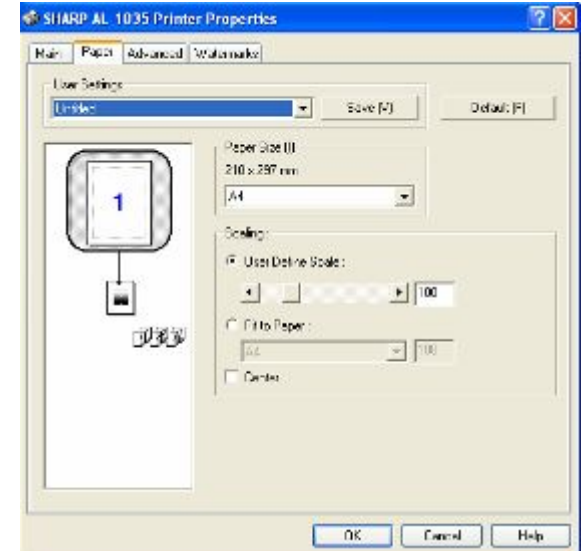 SHARP AL 1035 Printer Properties
Main Paper Advanced Watermarks
User Settings
Untitled Save [V] Default [F]
Paper Size
210 x 297 mm
A4
1
Scaling:
User Define Scale :
100
Fit to Paper :
A4 100
Center
OK Cancel Help